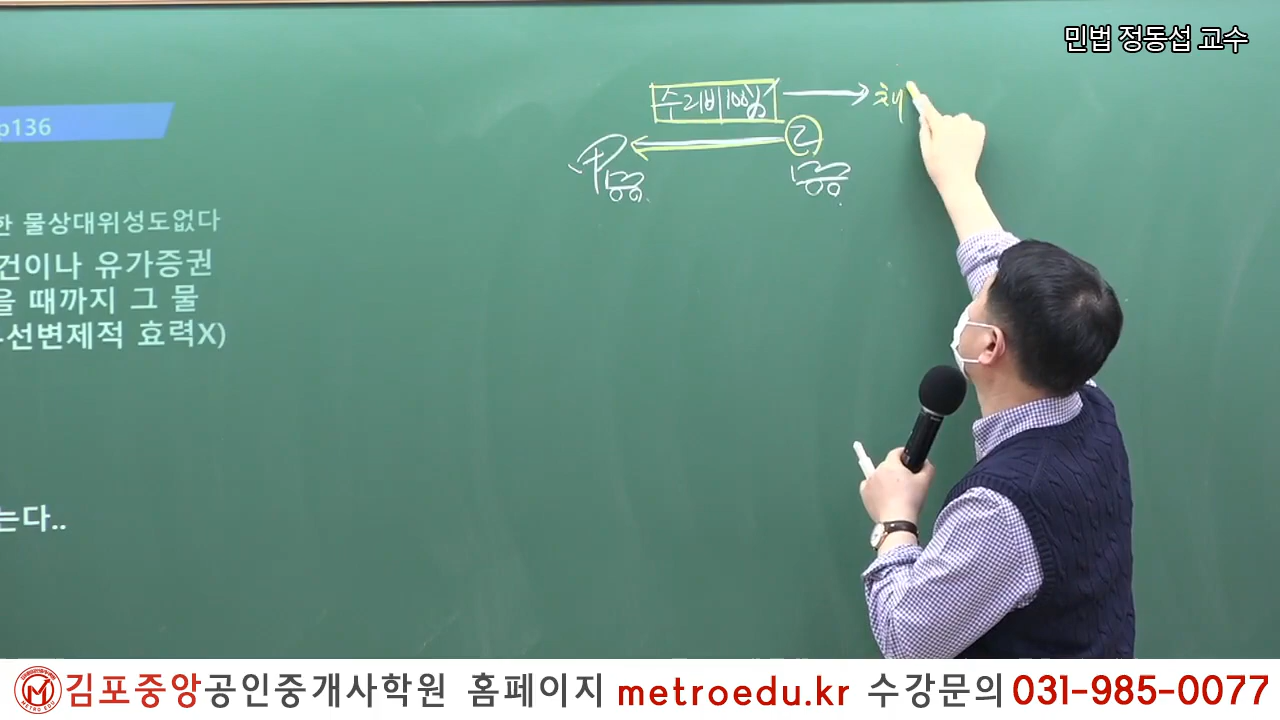 민법 정동섭 교수
p136
수리비 100만
채
甲
乙
한 물상대위성도없다
건이나 유가증권
을 때까지 그 물
우선변제적 효력X)
는다..
METRO EDU
김포중앙공인중개사학원 홈페이지 metroedu.kr 수강문의 031-985-0077